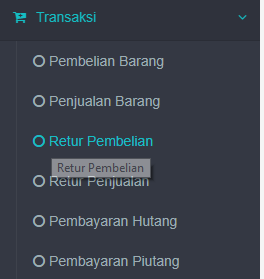 Transaksi
Pembelian Barang
Penjualan Barang
Retur Pembelian
Retur Pembelian
Retur Penjualan
Pembayaran Hutang
Pembayaran Piutang